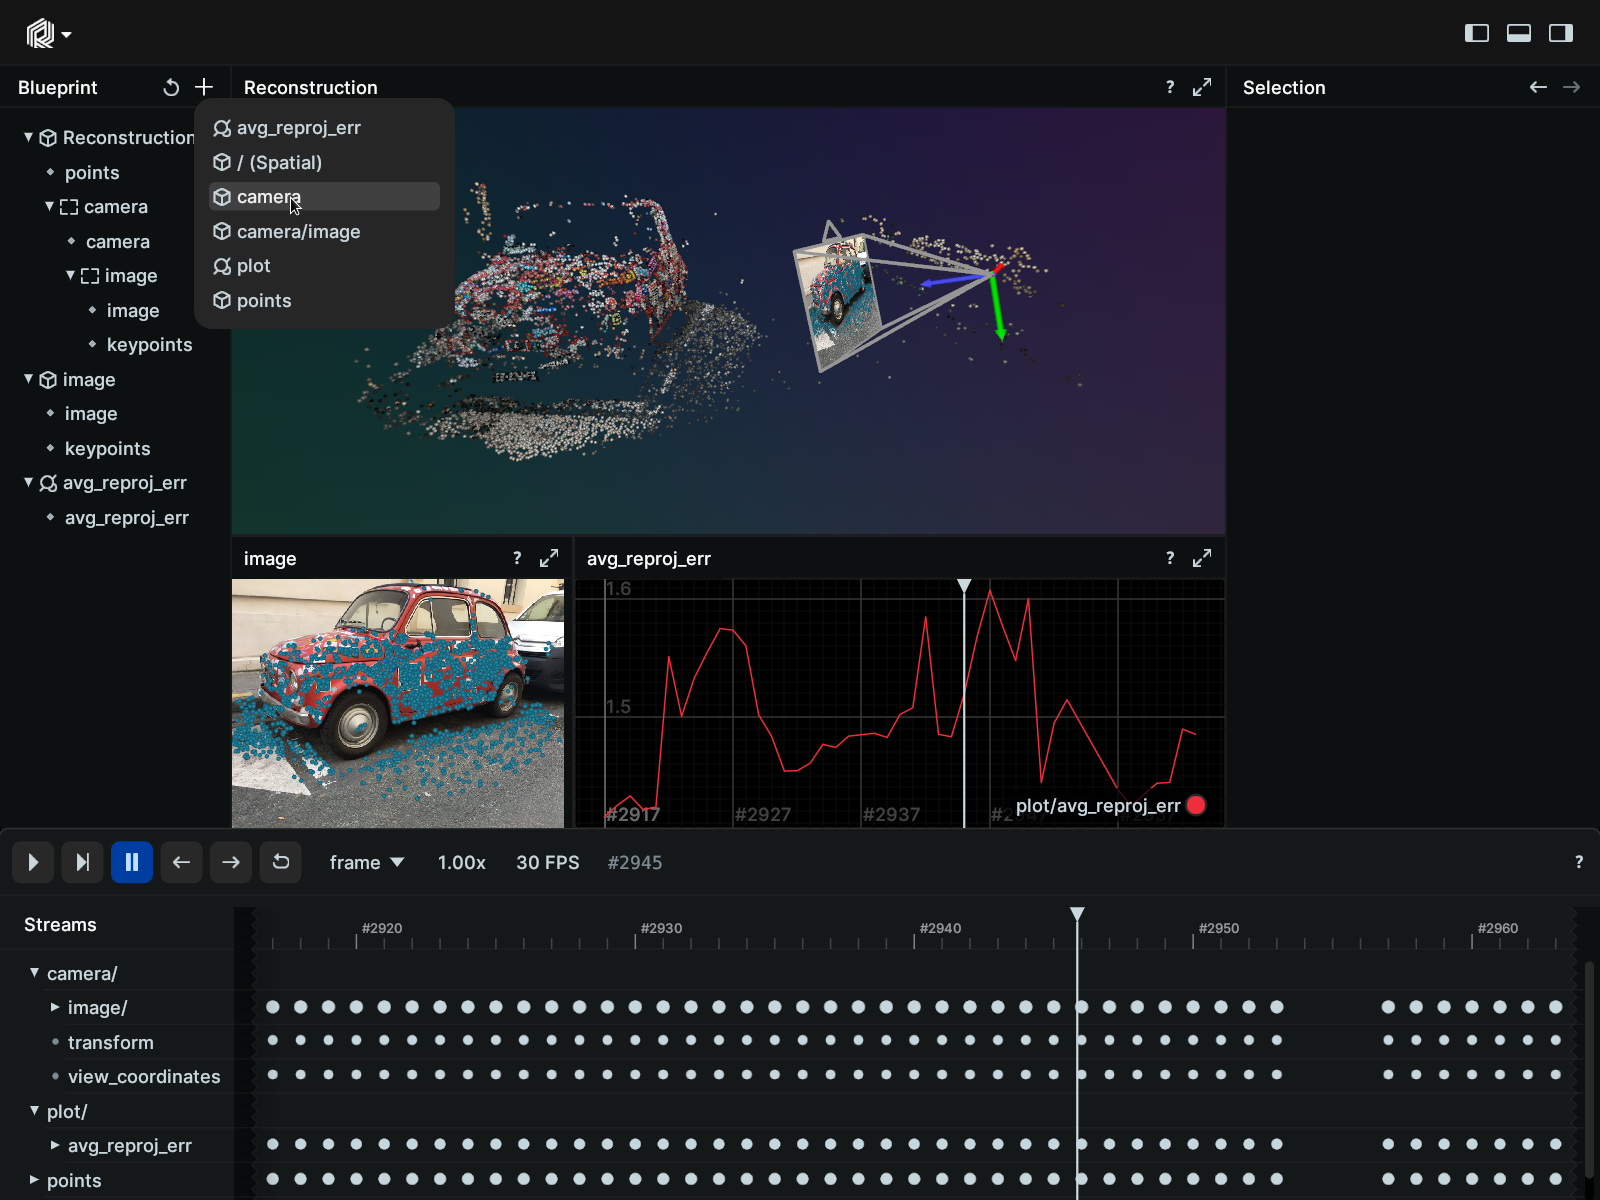 Blueprint
Reconstruction
points
camera
camera
image
image
keypoints
image
image
keypoints
avg_reproj_err
avg_reproj_err
avg_reproj_err
/ (Spatial)
camera
camera/image
plot
points
Reconstruction
?
Selection
image
?
avg_reproj_err
?
1.6
1.5
#2917
#2927
#2937
plot/avg_reproj_err
frame
1.00x
30 FPS
#2945
?
Streams
#2920
#2930
#2940
#2950
#2960
camera/
image/
transform
view_coordinates
plot/
avg_reproj_err
points